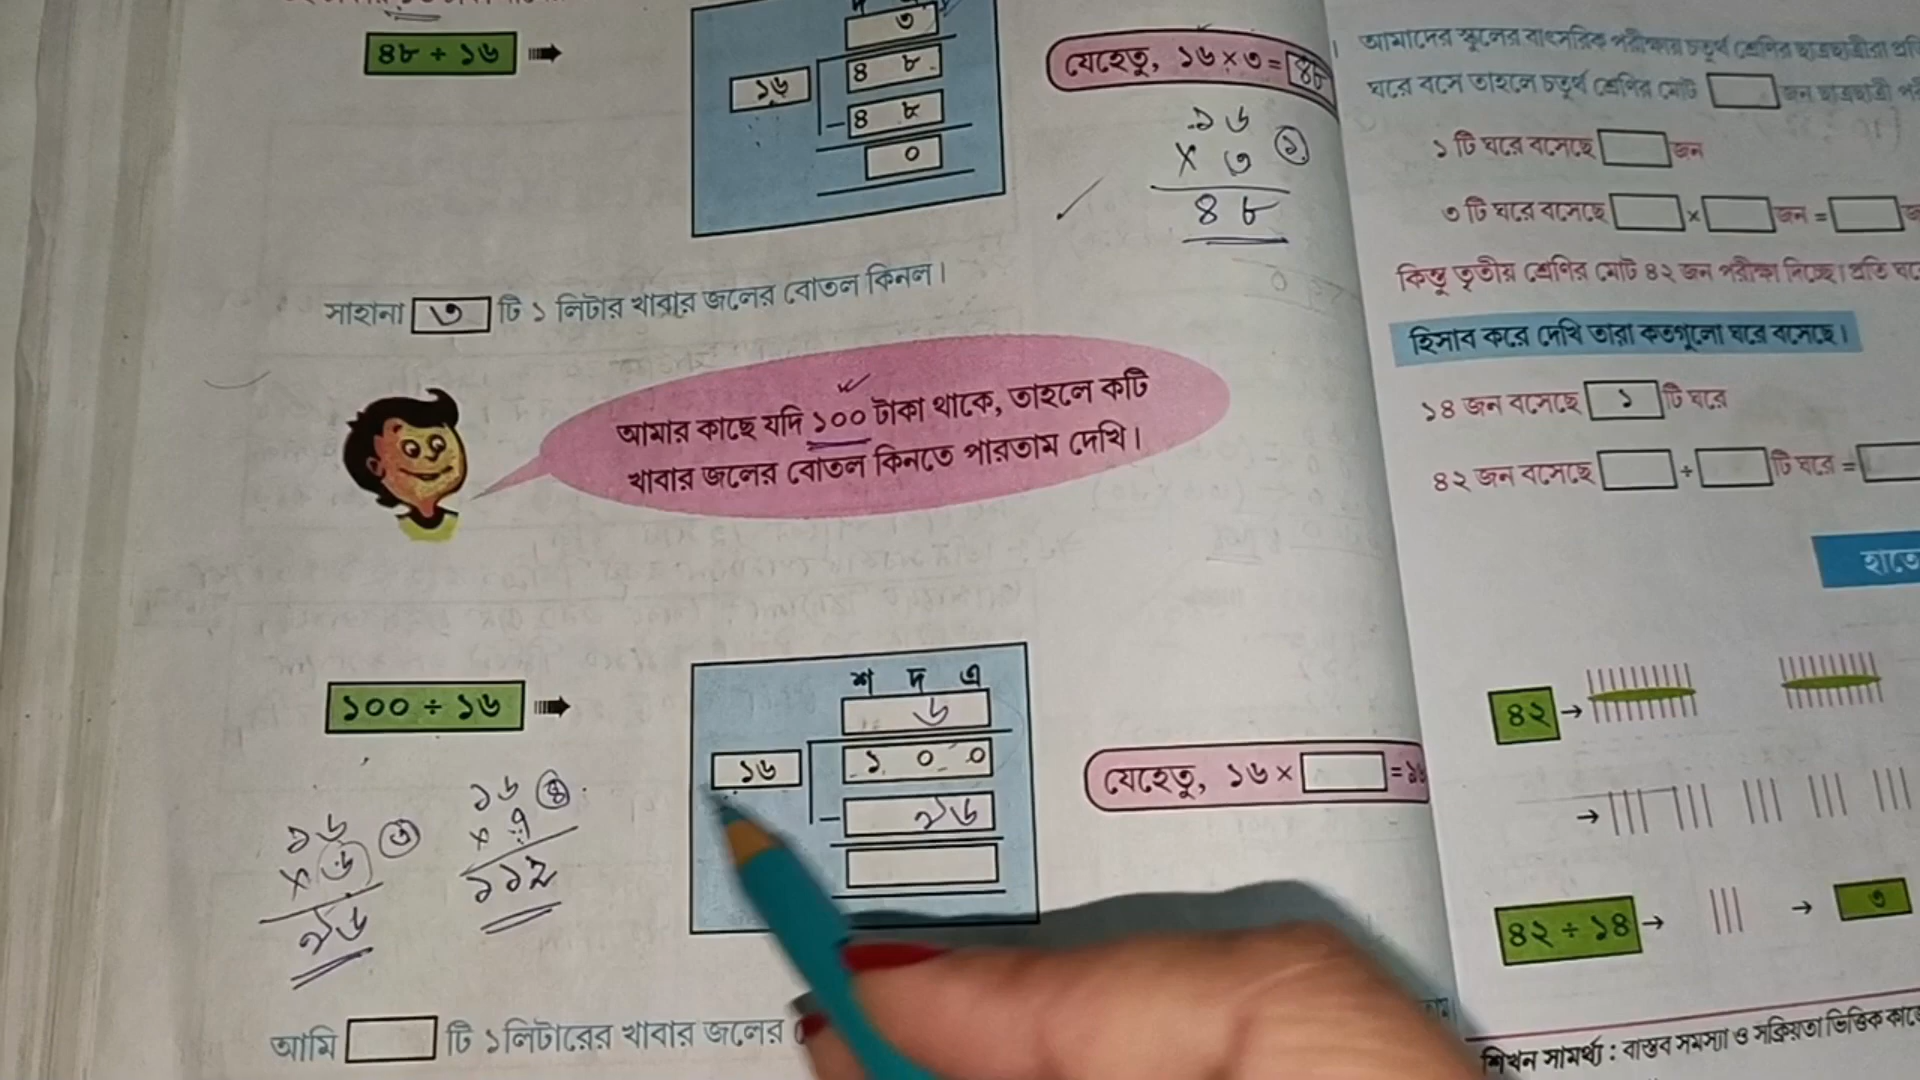 ৪৮ ÷ ১৬
৩
১৬
৪ ৮
– ৪ ৮
০
যেহেতু, ১৬ × ৩ = ৪৮
১৬
× ৩ ১
৪৮
সাহানা ৩ টি ১ লিটার খাবার জলের বোতল কিনল।
আমার কাছে যদি ১০০ টাকা থাকে, তাহলে কটি
খাবার জলের বোতল কিনতে পারতাম দেখি।
১০০ ÷ ১৬
শ দ এ
৬
১৬
১ ০ ০
– ৯৬
যেহেতু, ১৬ × =
১৬
× ৬ ৩
৯৬
১৬ ৪
× ৭
১১২
আমি টি ১লিটারের খাবার জলের
আমাদের স্কুলের বাৎসরিক পরীক্ষায় চতুর্থ শ্রেণির ছাত্রছাত্রীরা
ঘরে বসে তাহলে চতুর্থ শ্রেণির মোট জন ছাত্রছাত্রী
১ টি ঘরে বসেছে জন
৩ টি ঘরে বসেছে × জন =
কিন্তু তৃতীয় শ্রেণির মোট ৪২ জন পরীক্ষা দিচ্ছে। প্রতি
হিসাব করে দেখি তারা কতগুলো ঘরে বসেছে।
১৪ জন বসেছে ১ টি ঘরে
৪২ জন বসেছে ÷ টি ঘরে =
৪২ →
→
৪২ ÷ ১৪ → → ৩
শিখন সামর্থ্য : বাস্তব সমস্যা ও সক্রিয়তা ভিত্তিক